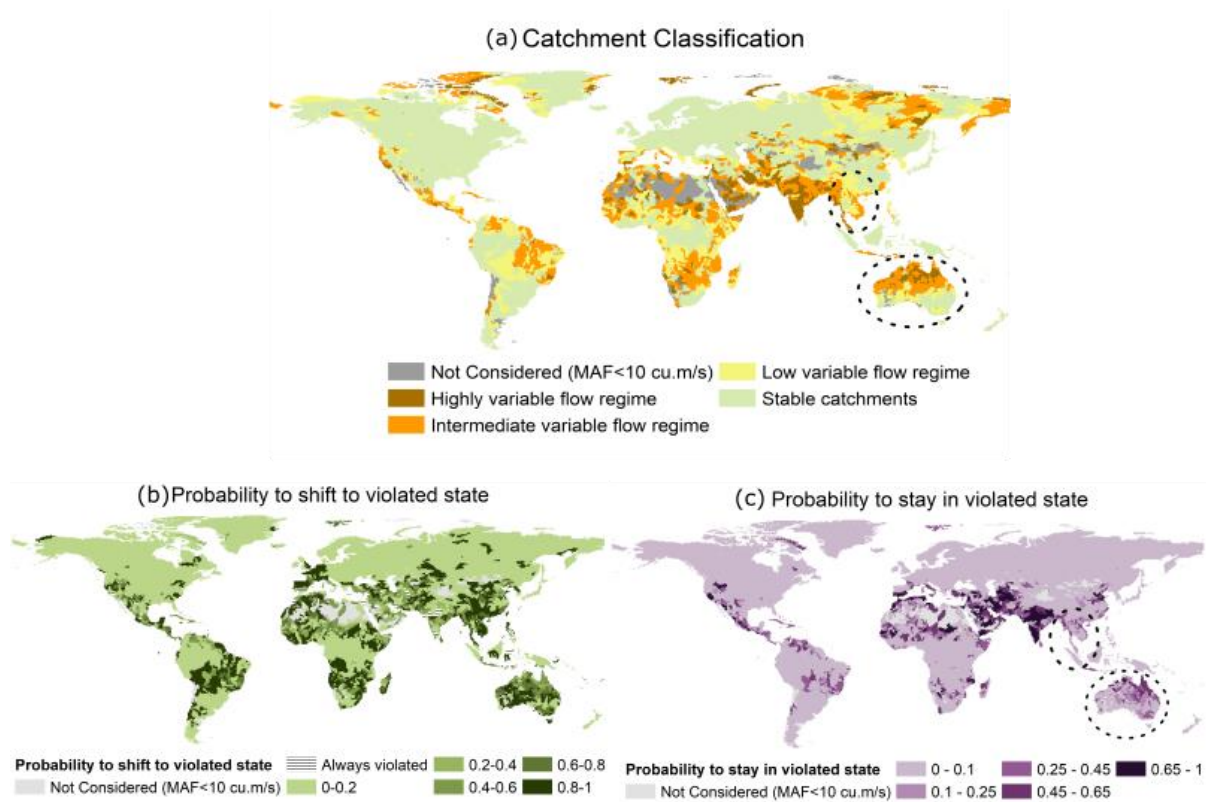 (a) Catchment Classification
Not Considered (MAF<10 cu.m/s)
Highly variable flow regime
Intermediate variable flow regime
Low variable flow regime
Stable catchments
(b) Probability to shift to violated state
Probability to shift to violated state
Not Considered (MAF<10 cu.m/s)
Always violated
0-0.2
0.2-0.4
0.4-0.6
0.6-0.8
0.8-1
(c) Probability to stay in violated state
Probability to stay in violated state
Not Considered (MAF<10 cu.m/s)
0 - 0.1
0.1 - 0.25
0.25 - 0.45
0.45 - 0.65
0.65 - 1